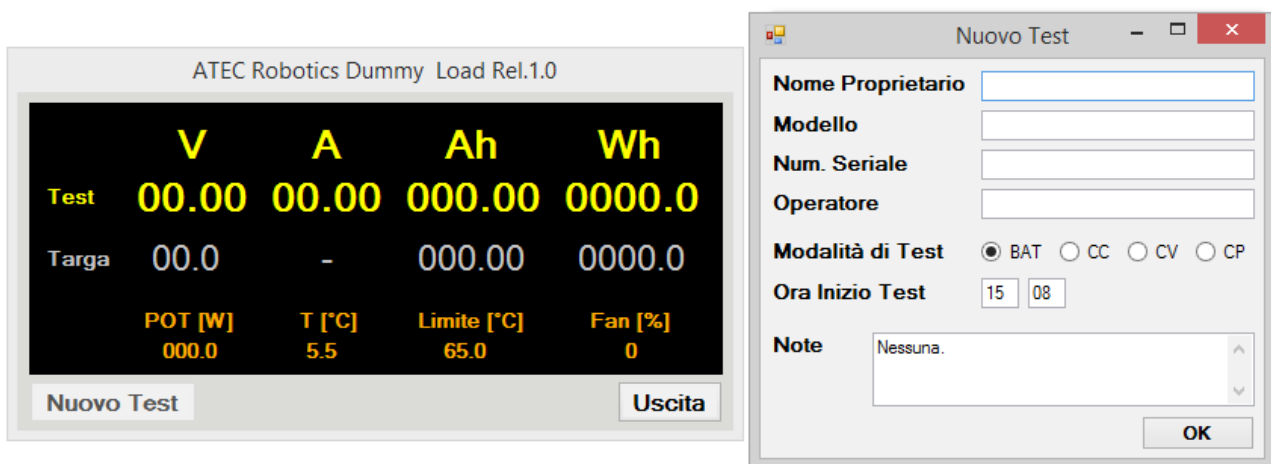 ATEC Robotics Dummy Load Rel.1.0
V A Ah Wh
Test 00.00 00.00 000.00 0000.0
Targa 00.0 - 000.00 0000.0
POT [W] T [°C] Limite [°C] Fan [%]
000.0 5.5 65.0 0
Nuovo Test Uscita
Nuovo Test
Nome Proprietario
Modello
Num. Seriale
Operatore
Modalità di Test BAT CC CV CP
Ora Inizio Test 15 08
Note Nessuna.
OK